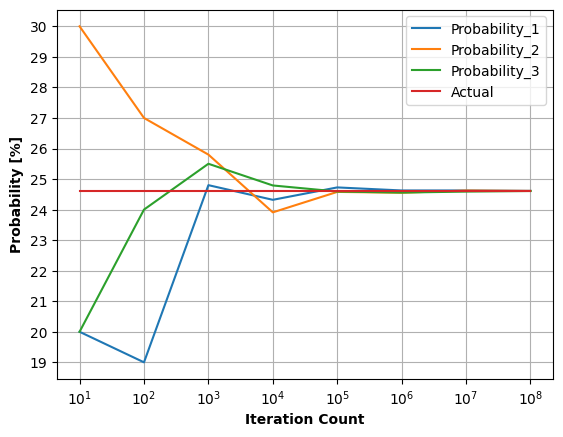 Probability_1
Probability_2
Probability_3
Actual
30
29
28
27
26
25
24
23
22
21
20
19
Probability [%]
10¹ 10² 10³ 10⁴ 10⁵ 10⁶ 10⁷ 10⁸
Iteration Count